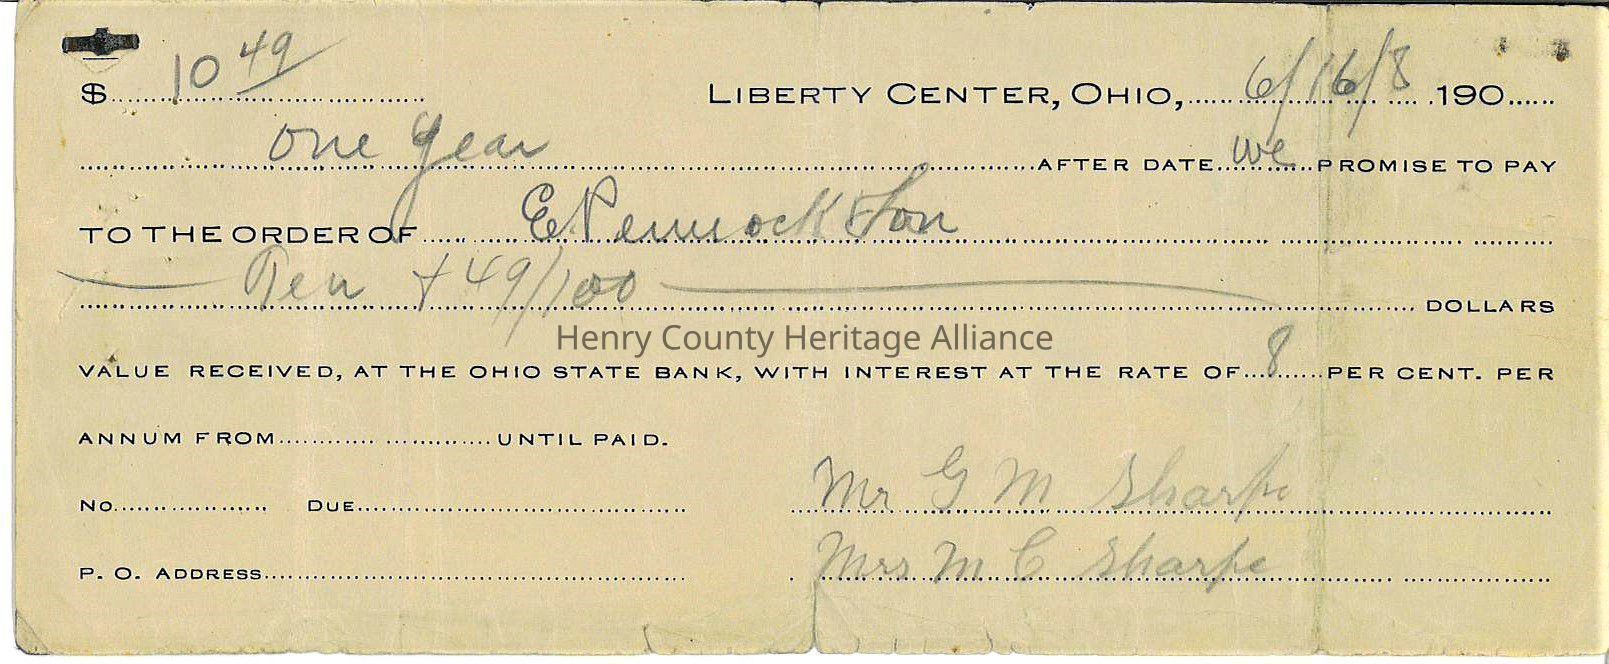 $ 10 49 LIBERTY CENTER, OHIO, 6/16/8 190
one year AFTER DATE we PROMISE TO PAY
TO THE ORDER OF E Pennock & Son
Ten + 49/100 DOLLARS
Henry County Heritage Alliance
VALUE RECEIVED, AT THE OHIO STATE BANK, WITH INTEREST AT THE RATE OF 8 PER CENT. PER
ANNUM FROM UNTIL PAID.
Mr G M Sharpe
No. DUE
Mrs M C Sharpe
P. O. ADDRESS